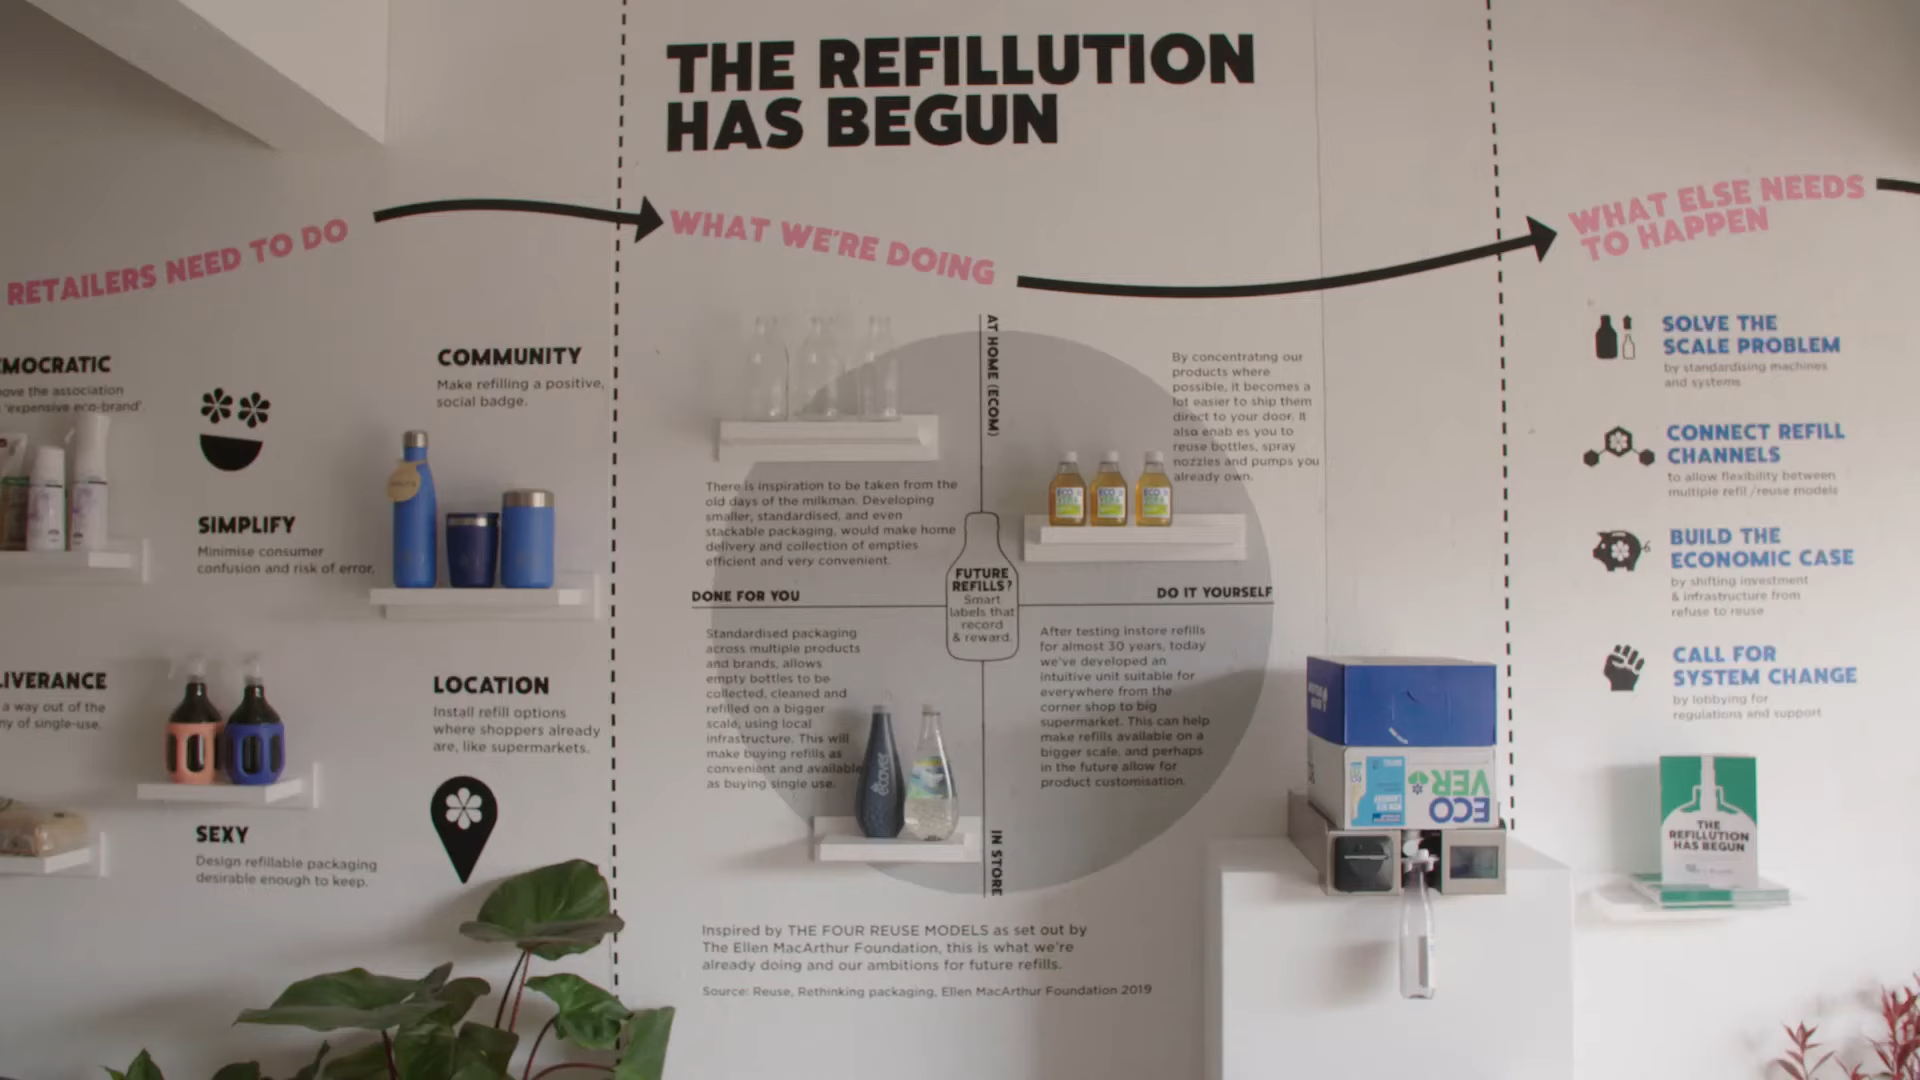 THE REFILLUTION
HAS BEGUN
RETAILERS NEED TO DO
WHAT WE'RE DOING
WHAT ELSE NEEDS
TO HAPPEN
'expensive eco-brand'.
SIMPLIFY
Minimise consumer
confusion and risk of error.
COMMUNITY
Make refilling a positive,
social badge.
a way out of the
of single-use.
SEXY
Design refillable packaging
desirable enough to keep.
LOCATION
Install refill options
where shoppers already
are, like supermarkets.
AT HOME (ECOM)
There is inspiration to be taken from the
old days of the milkman. Developing
smaller, standardised, and even
stackable packaging, would make home
delivery and collection of empties
efficient and very convenient.
By concentrating our
products where
possible, it becomes a
lot easier to ship them
direct to your door. It
also enab es you to
reuse bottles, spray
nozzles and pumps you
already own.
ECO
ECO
ECO
DONE FOR YOU
FUTURE
REFILLS?
Smart
labels that
record
& reward.
DO IT YOURSELF
Standardised packaging
across multiple products
and brands, allows
empty bottles to be
collected, cleaned and
refilled on a bigger
scale, using local
infrastructure. This will
make buying refills as
convenient and available
as buying single use.
ecover
After testing instore refills
for almost 30 years, today
we've developed an
intuitive unit suitable for
everywhere from the
corner shop to big
supermarket. This can help
make refills available on a
bigger scale, and perhaps
in the future allow for
product customisation.
IN STORE
Inspired by THE FOUR REUSE MODELS as set out by
The Ellen MacArthur Foundation, this is what we're
already doing and our ambitions for future refills.
Source: Reuse, Rethinking packaging, Ellen MacArthur Foundation 2019
ECO
VER
SOLVE THE
SCALE PROBLEM
by standardising machines
and systems
CONNECT REFILL
CHANNELS
to allow flexibility between
multiple refil /reuse models
BUILD THE
ECONOMIC CASE
by shifting investment
& infrastructure from
refuse to reuse
CALL FOR
SYSTEM CHANGE
by lobbying for
regulations and support
THE
REFILLUTION
HAS BEGUN